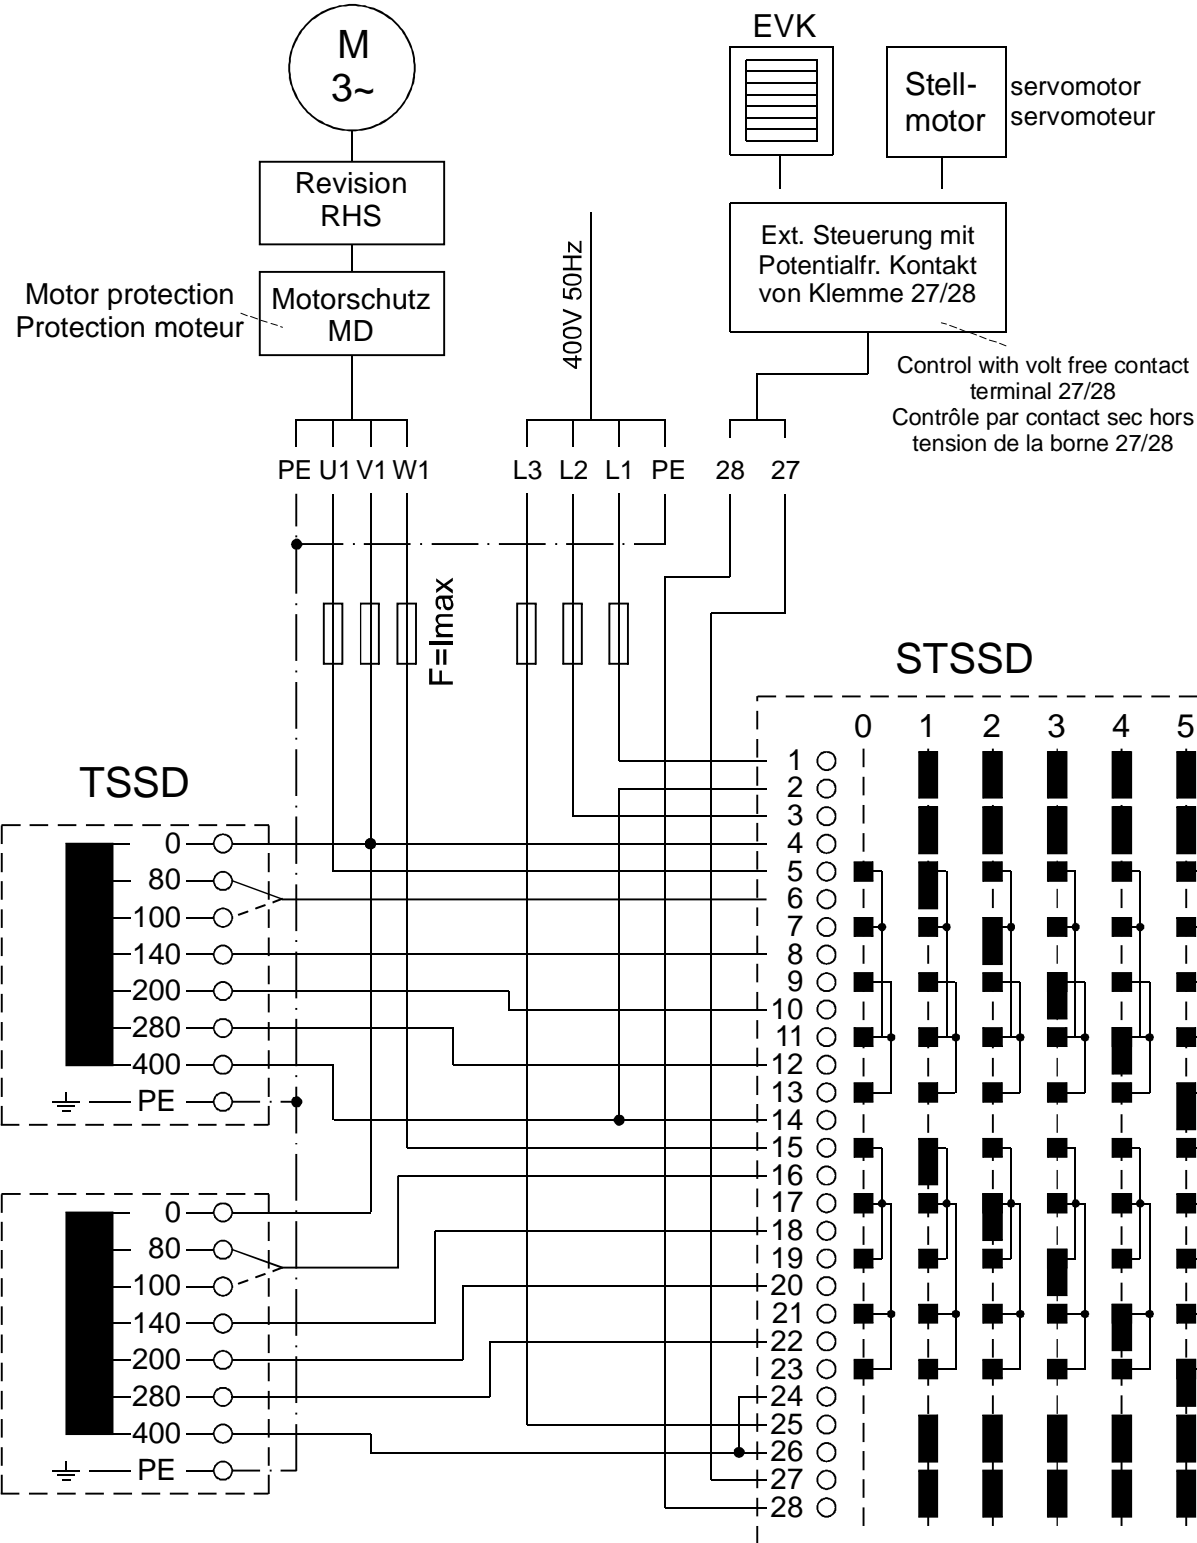 M
3~
Revision
RHS
Motor protection
Protection moteur
Motorschutz
MD
EVK
Stell-
motor
servomotor
servomoteur
Ext. Steuerung mit
Potentialfr. Kontakt
von Klemme 27/28
400V 50Hz
Control with volt free contact
terminal 27/28
Contrôle par contact sec hors
tension de la borne 27/28
PE U1 V1 W1
L3 L2 L1 PE
28 27
F=Imax
STSSD
0 1 2 3 4 5
1
2
3
4
5
6
7
8
9
10
11
12
13
14
15
16
17
18
19
20
21
22
23
24
25
26
27
28
TSSD
0
80
100
140
200
280
400
PE
0
80
100
140
200
280
400
PE